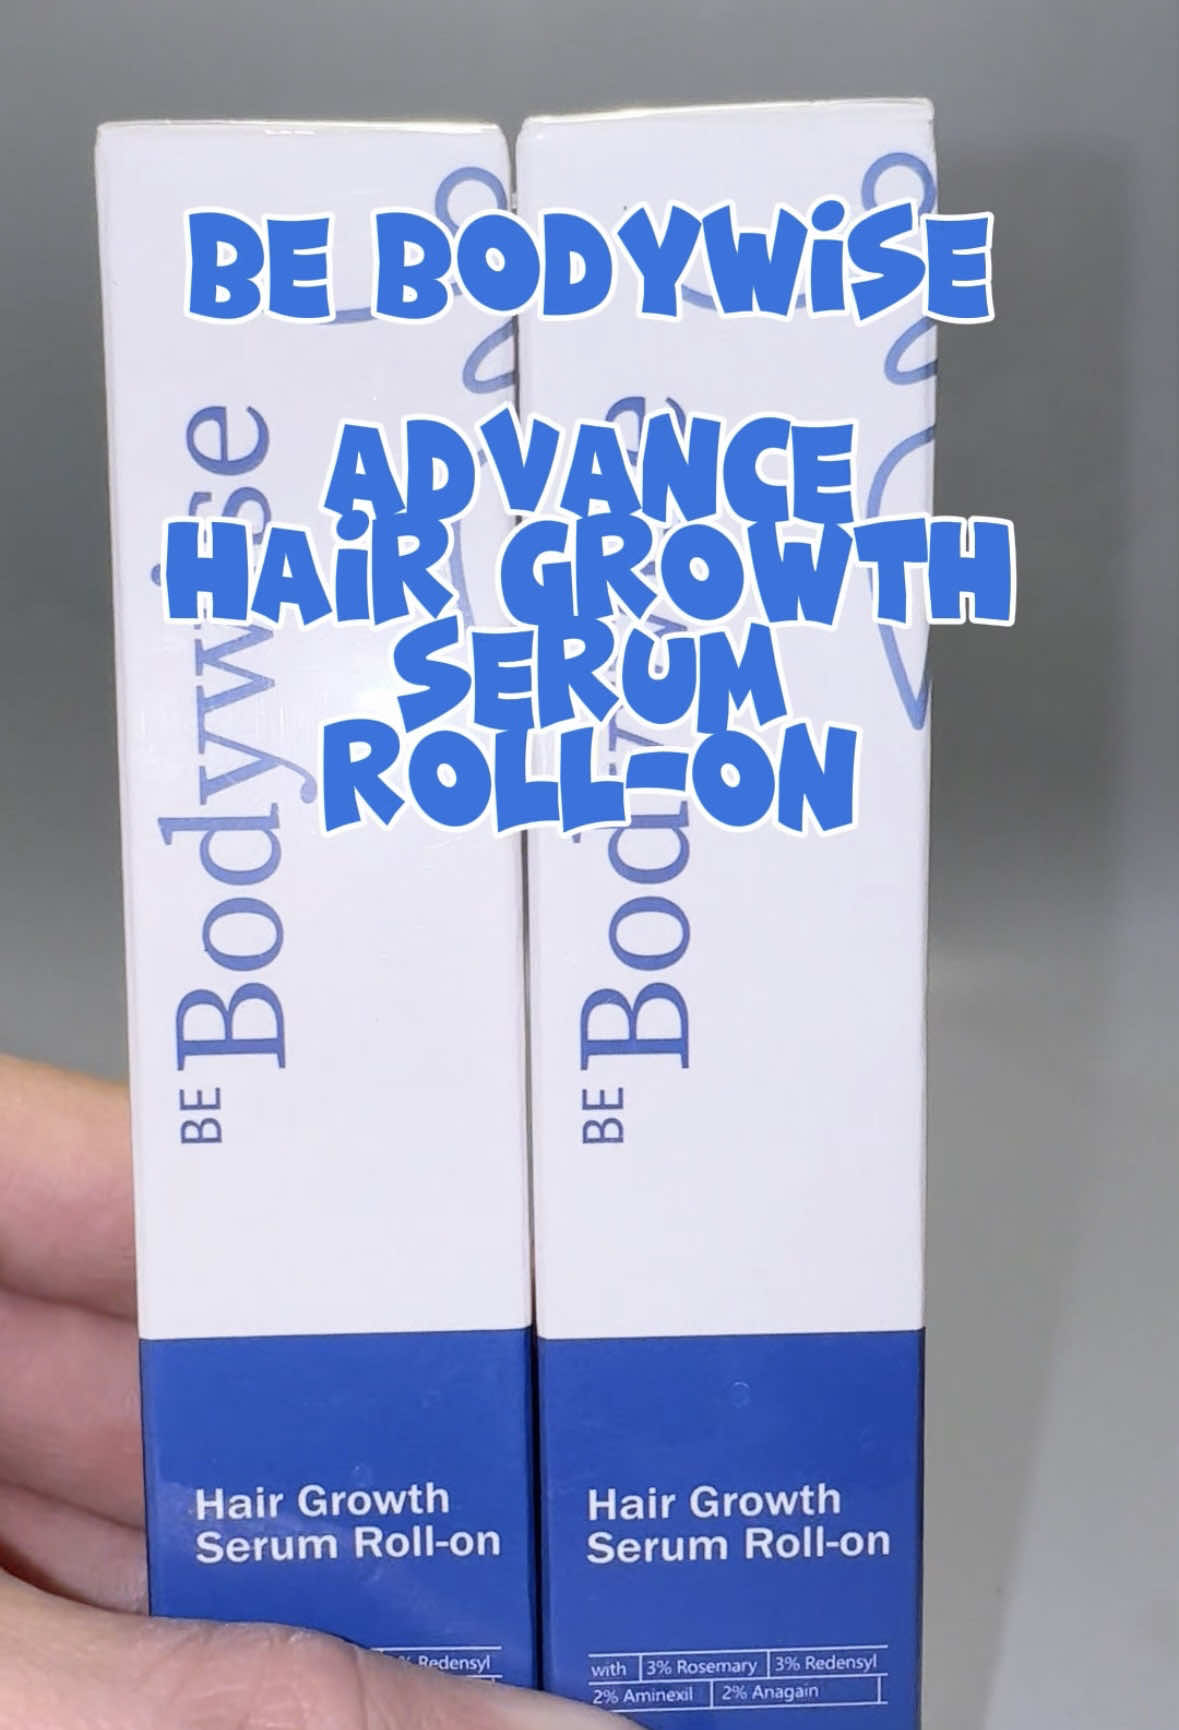 BE BODYWiSE
ADVANCE
HAiR GROWTH
SERUM
ROLL-ON
BE Bodywise
BE
Hair Growth
Serum Roll-on
Redensyl
Hair Growth
Serum Roll-on
with 3% Rosemary 3% Redensyl
2% Aminexil 2% Anagain